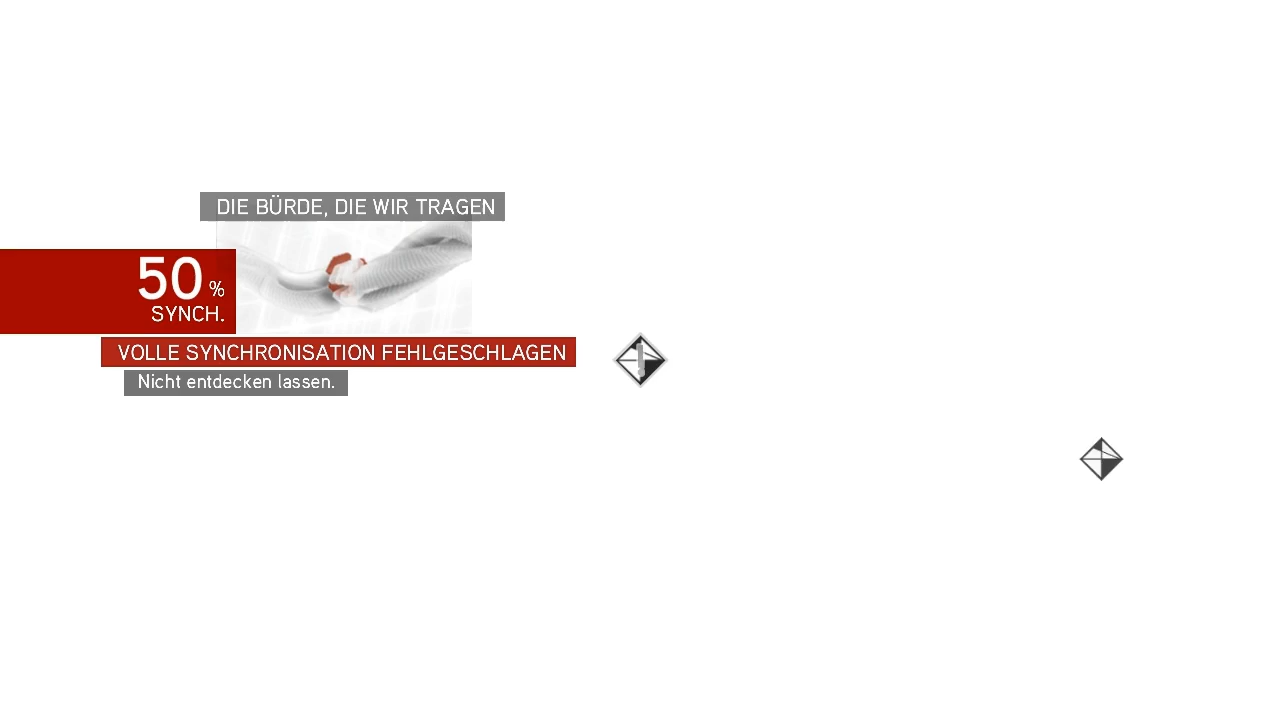 DIE BÜRDE, DIE WIR TRAGEN
50 %
SYNCH.
VOLLE SYNCHRONISATION FEHLGESCHLAGEN
Nicht entdecken lassen.